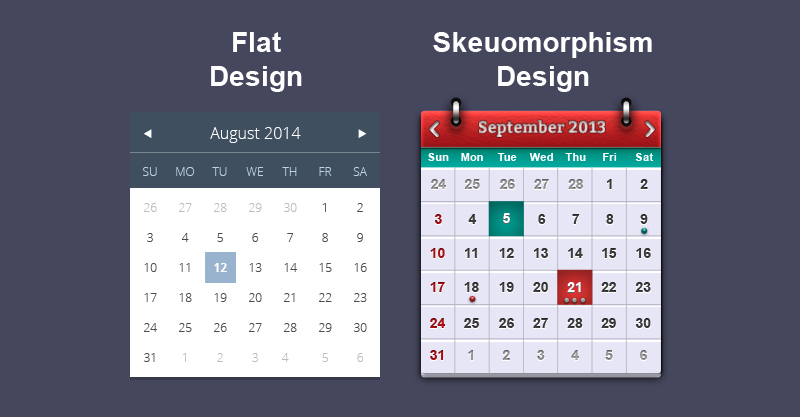 Flat
Design
August 2014
SU MO TU WE TH FR SA
26 27 28 29 30 1 2
3 4 5 6 7 8 9
10 11 12 13 14 15 16
17 18 19 20 21 22 23
24 25 26 27 28 29 30
31 1 2 3 4 5 6
Skeuomorphism
Design
September 2013
Sun Mon Tue Wed Thu Fri Sat
24 25 26 27 28 1 2
3 4 5 6 7 8 9
10 11 12 13 14 15 16
17 18 19 20 21 22 23
24 25 26 27 28 29 30
31 1 2 3 4 5 6